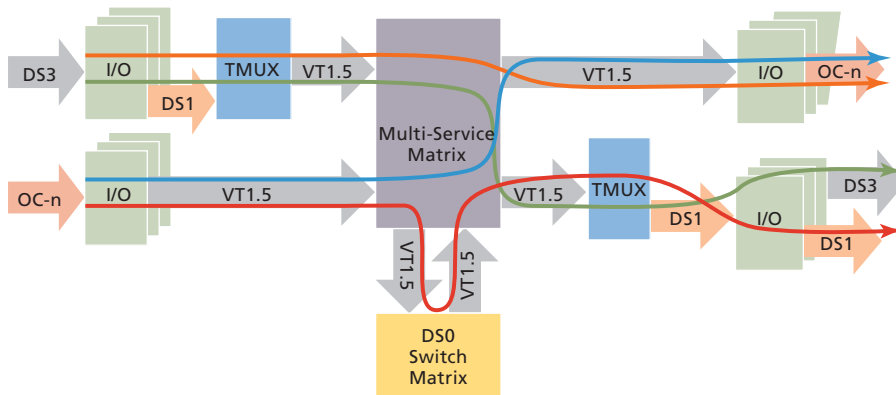 DS3
I/O
DS1
TMUX
VT1.5
Multi-Service
Matrix
VT1.5
I/O
OC-n
OC-n
I/O
VT1.5
VT1.5
TMUX
DS1
I/O
DS3
DS1
VT1.5
VT1.5
DS0
Switch
Matrix